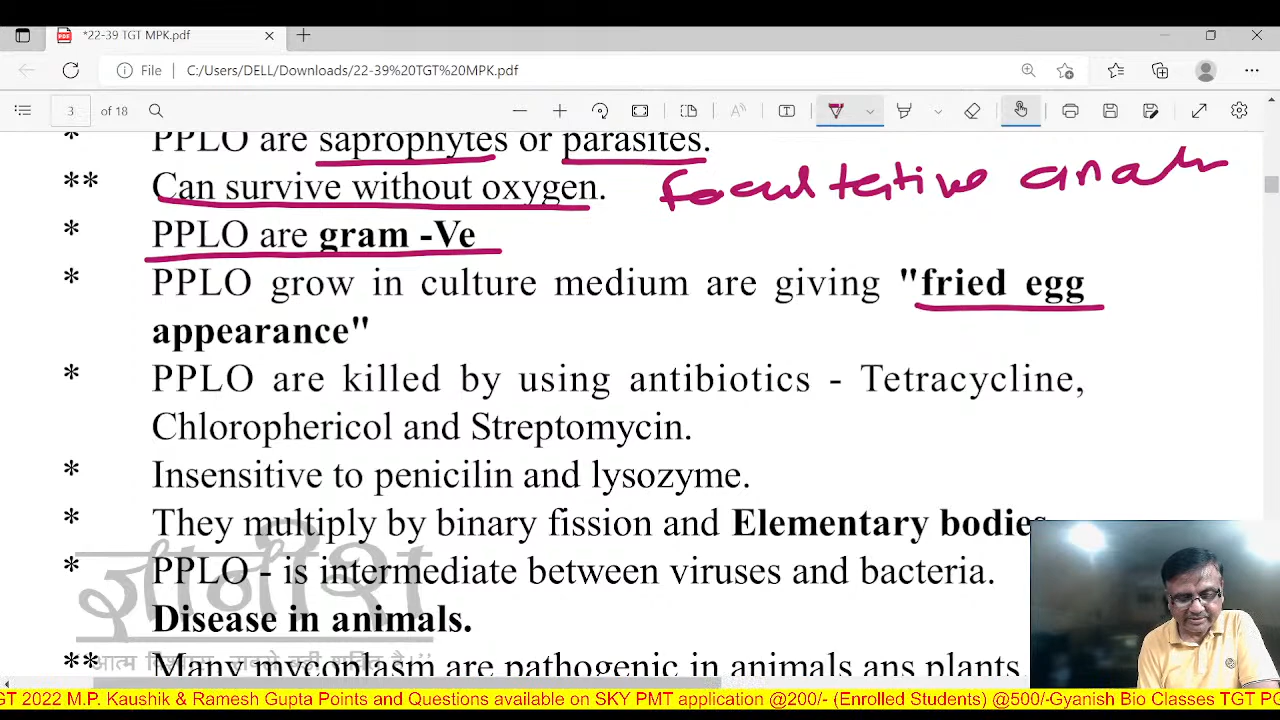 *22-39 TGT MPK.pdf
File C:/Users/DELL/Downloads/22-39%20TGT%20MPK.pdf
3 of 18
* PPLO are saprophytes or parasites.
** Can survive without oxygen. facultative
* PPLO are gram -Ve
* PPLO grow in culture medium are giving "fried egg
appearance"
* PPLO are killed by using antibiotics - Tetracycline,
Chlorophericol and Streptomycin.
* Insensitive to penicilin and lysozyme.
* They multiply by binary fission and Elementary bodies
* PPLO - is intermediate between viruses and bacteria.
Disease in animals.
ज्ञानीश
** Many mycoplasm are pathogenic in animals ans plants
TGT 2022 M.P. Kaushik & Ramesh Gupta Points and Questions available on SKY PMT application @200/- (Enrolled Students) @500/-Gyanish Bio Classes TGT